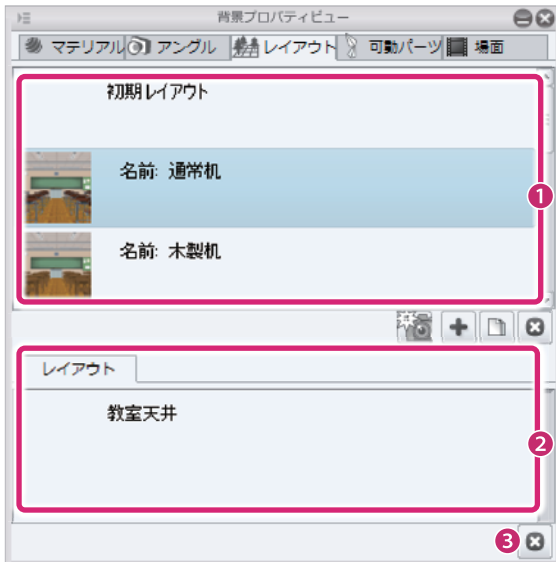 背景プロパティビュー
マテリアル アングル レイアウト 可動パーツ 場面
初期レイアウト
名前: 通常机
1
名前: 木製机
レイアウト
教室天井
2
3